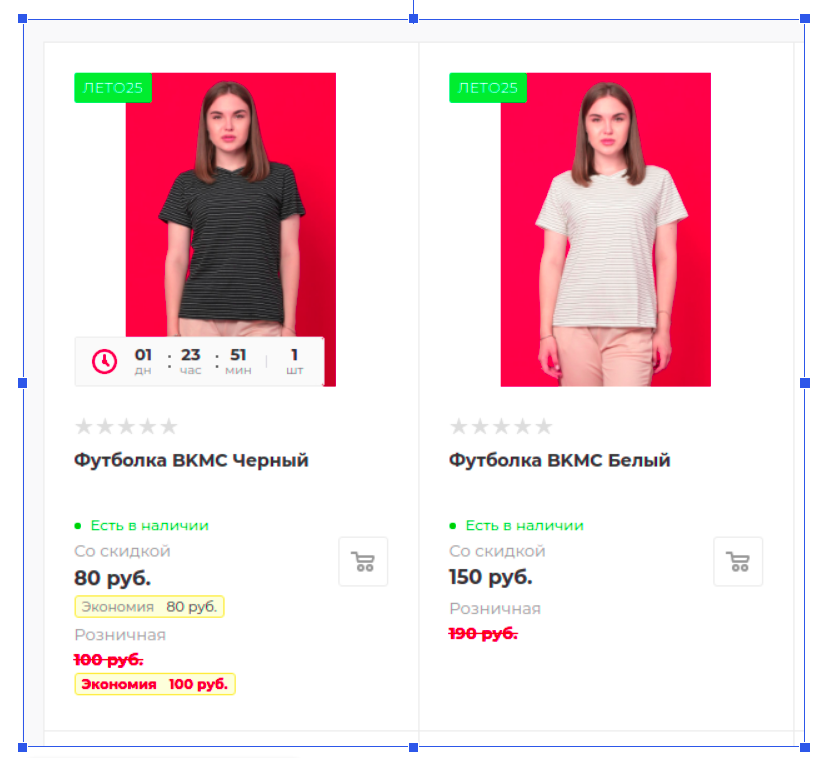 ЛЕТО25
01 : 23 : 51 | 1
дн час мин шт
Футболка ВКМС Черный
Есть в наличии
Со скидкой
80 руб.
Экономия 80 руб.
Розничная
100 руб.
Экономия 100 руб.
ЛЕТО25
Футболка ВКМС Белый
Есть в наличии
Со скидкой
150 руб.
Розничная
190 руб.